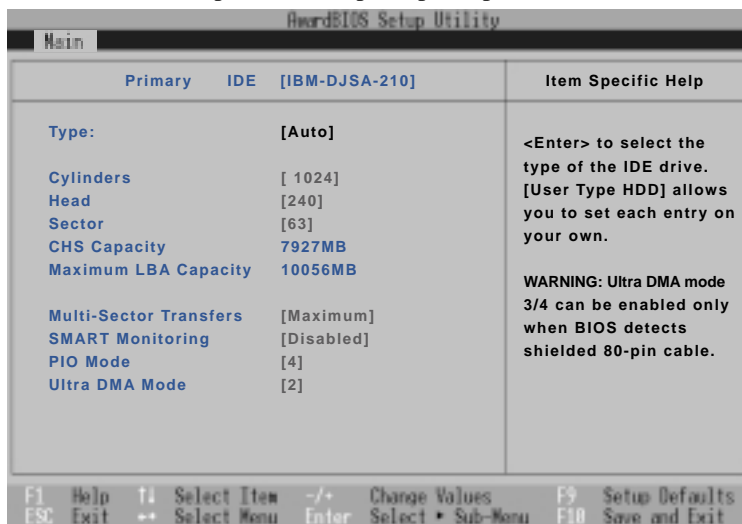 AwardBIOS Setup Utility
Main
Primary IDE [IBM-DJSA-210]
Item Specific Help
Type: [Auto]
Cylinders [ 1024]
Head [240]
Sector [63]
CHS Capacity 7927MB
Maximum LBA Capacity 10056MB
Multi-Sector Transfers [Maximum]
SMART Monitoring [Disabled]
PIO Mode [4]
Ultra DMA Mode [2]
<Enter> to select the
type of the IDE drive.
[User Type HDD] allows
you to set each entry on
your own.
WARNING: Ultra DMA mode
3/4 can be enabled only
when BIOS detects
shielded 80-pin cable.
F1 Help ↑↓ Select Item -/+ Change Values F9 Setup Defaults
ESC Exit ←→ Select Menu Enter Select • Sub-Menu F10 Save and Exit